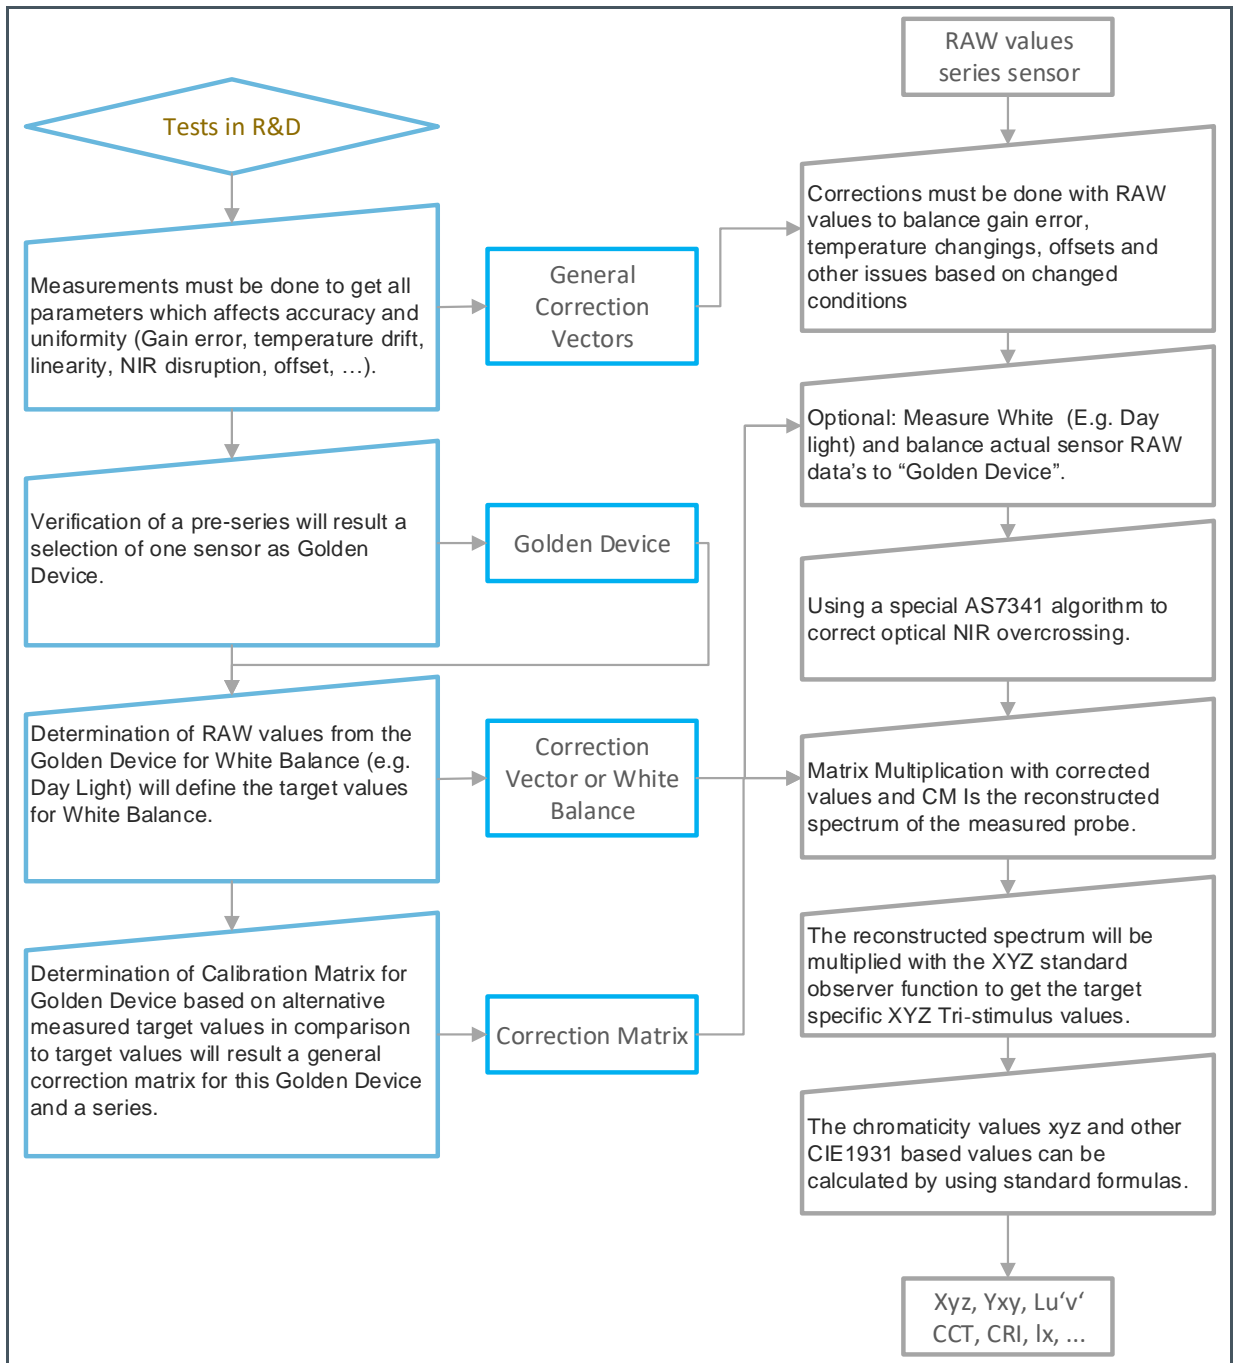 Tests in R&D
Measurements must be done to get all
parameters which affects accuracy and
uniformity (Gain error, temperature drift,
linearity, NIR disruption, offset, …).
General
Correction
Vectors
Verification of a pre-series will result a
selection of one sensor as Golden
Device.
Golden Device
Determination of RAW values from the
Golden Device for White Balance (e.g.
Day Light) will define the target values
for White Balance.
Correction
Vector or White
Balance
Determination of Calibration Matrix for
Golden Device based on alternative
measured target values in comparison
to target values will result a general
correction matrix for this Golden Device
and a series.
Correction Matrix
RAW values
series sensor
Corrections must be done with RAW
values to balance gain error,
temperature changings, offsets and
other issues based on changed
conditions
Optional: Measure White (E.g. Day
light) and balance actual sensor RAW
data's to “Golden Device”.
Using a special AS7341 algorithm to
correct optical NIR overcrossing.
Matrix Multiplication with corrected
values and CM Is the reconstructed
spectrum of the measured probe.
The reconstructed spectrum will be
multiplied with the XYZ standard
observer function to get the target
specific XYZ Tri-stimulus values.
The chromaticity values xyz and other
CIE1931 based values can be
calculated by using standard formulas.
Xyz, Yxy, Lu‘v‘
CCT, CRI, lx, ...